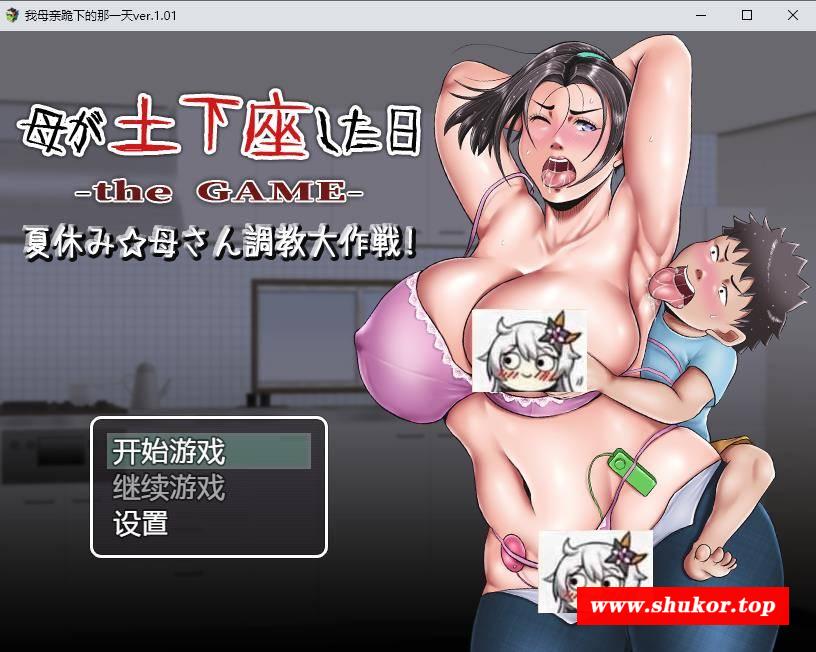 我母亲跪下的那一天ver.1.01
母が土下座した日
-the GAME-
夏休み☆母さん調教大作戦!
开始游戏
继续游戏
设置
www.shukor.top